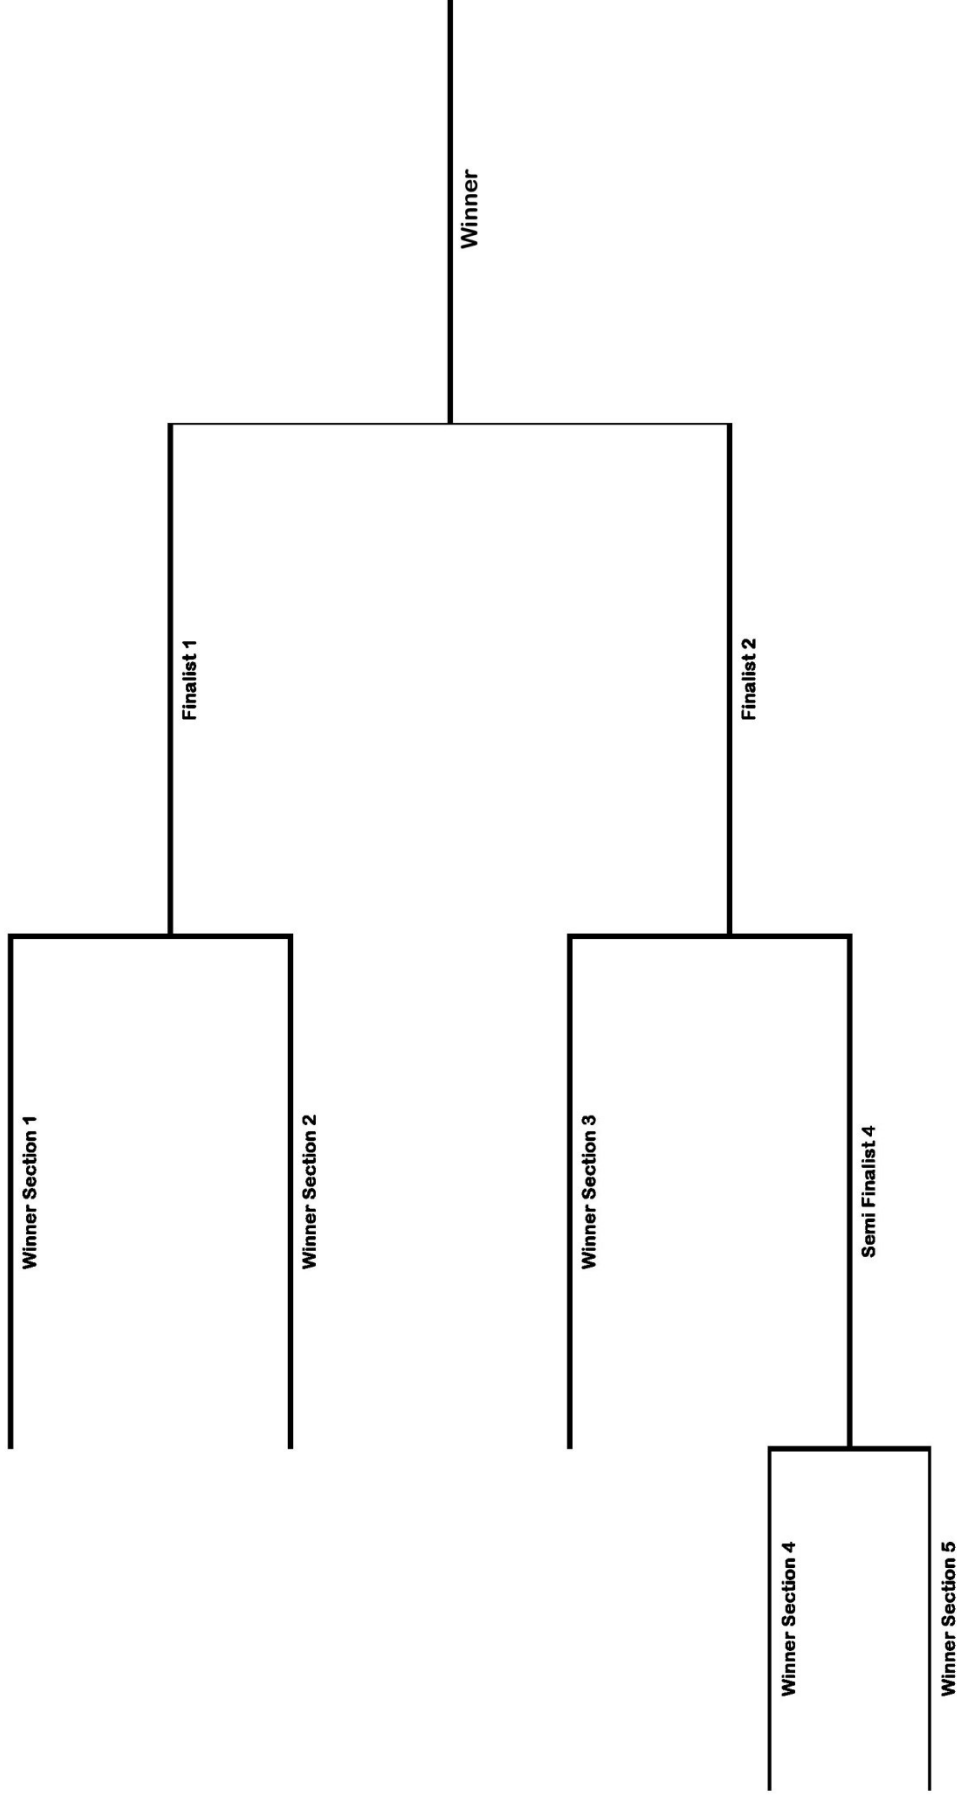 Winner
Finalist 1
Finalist 2
Winner Section 1
Winner Section 2
Winner Section 3
Semi Finalist 4
Winner Section 4
Winner Section 5